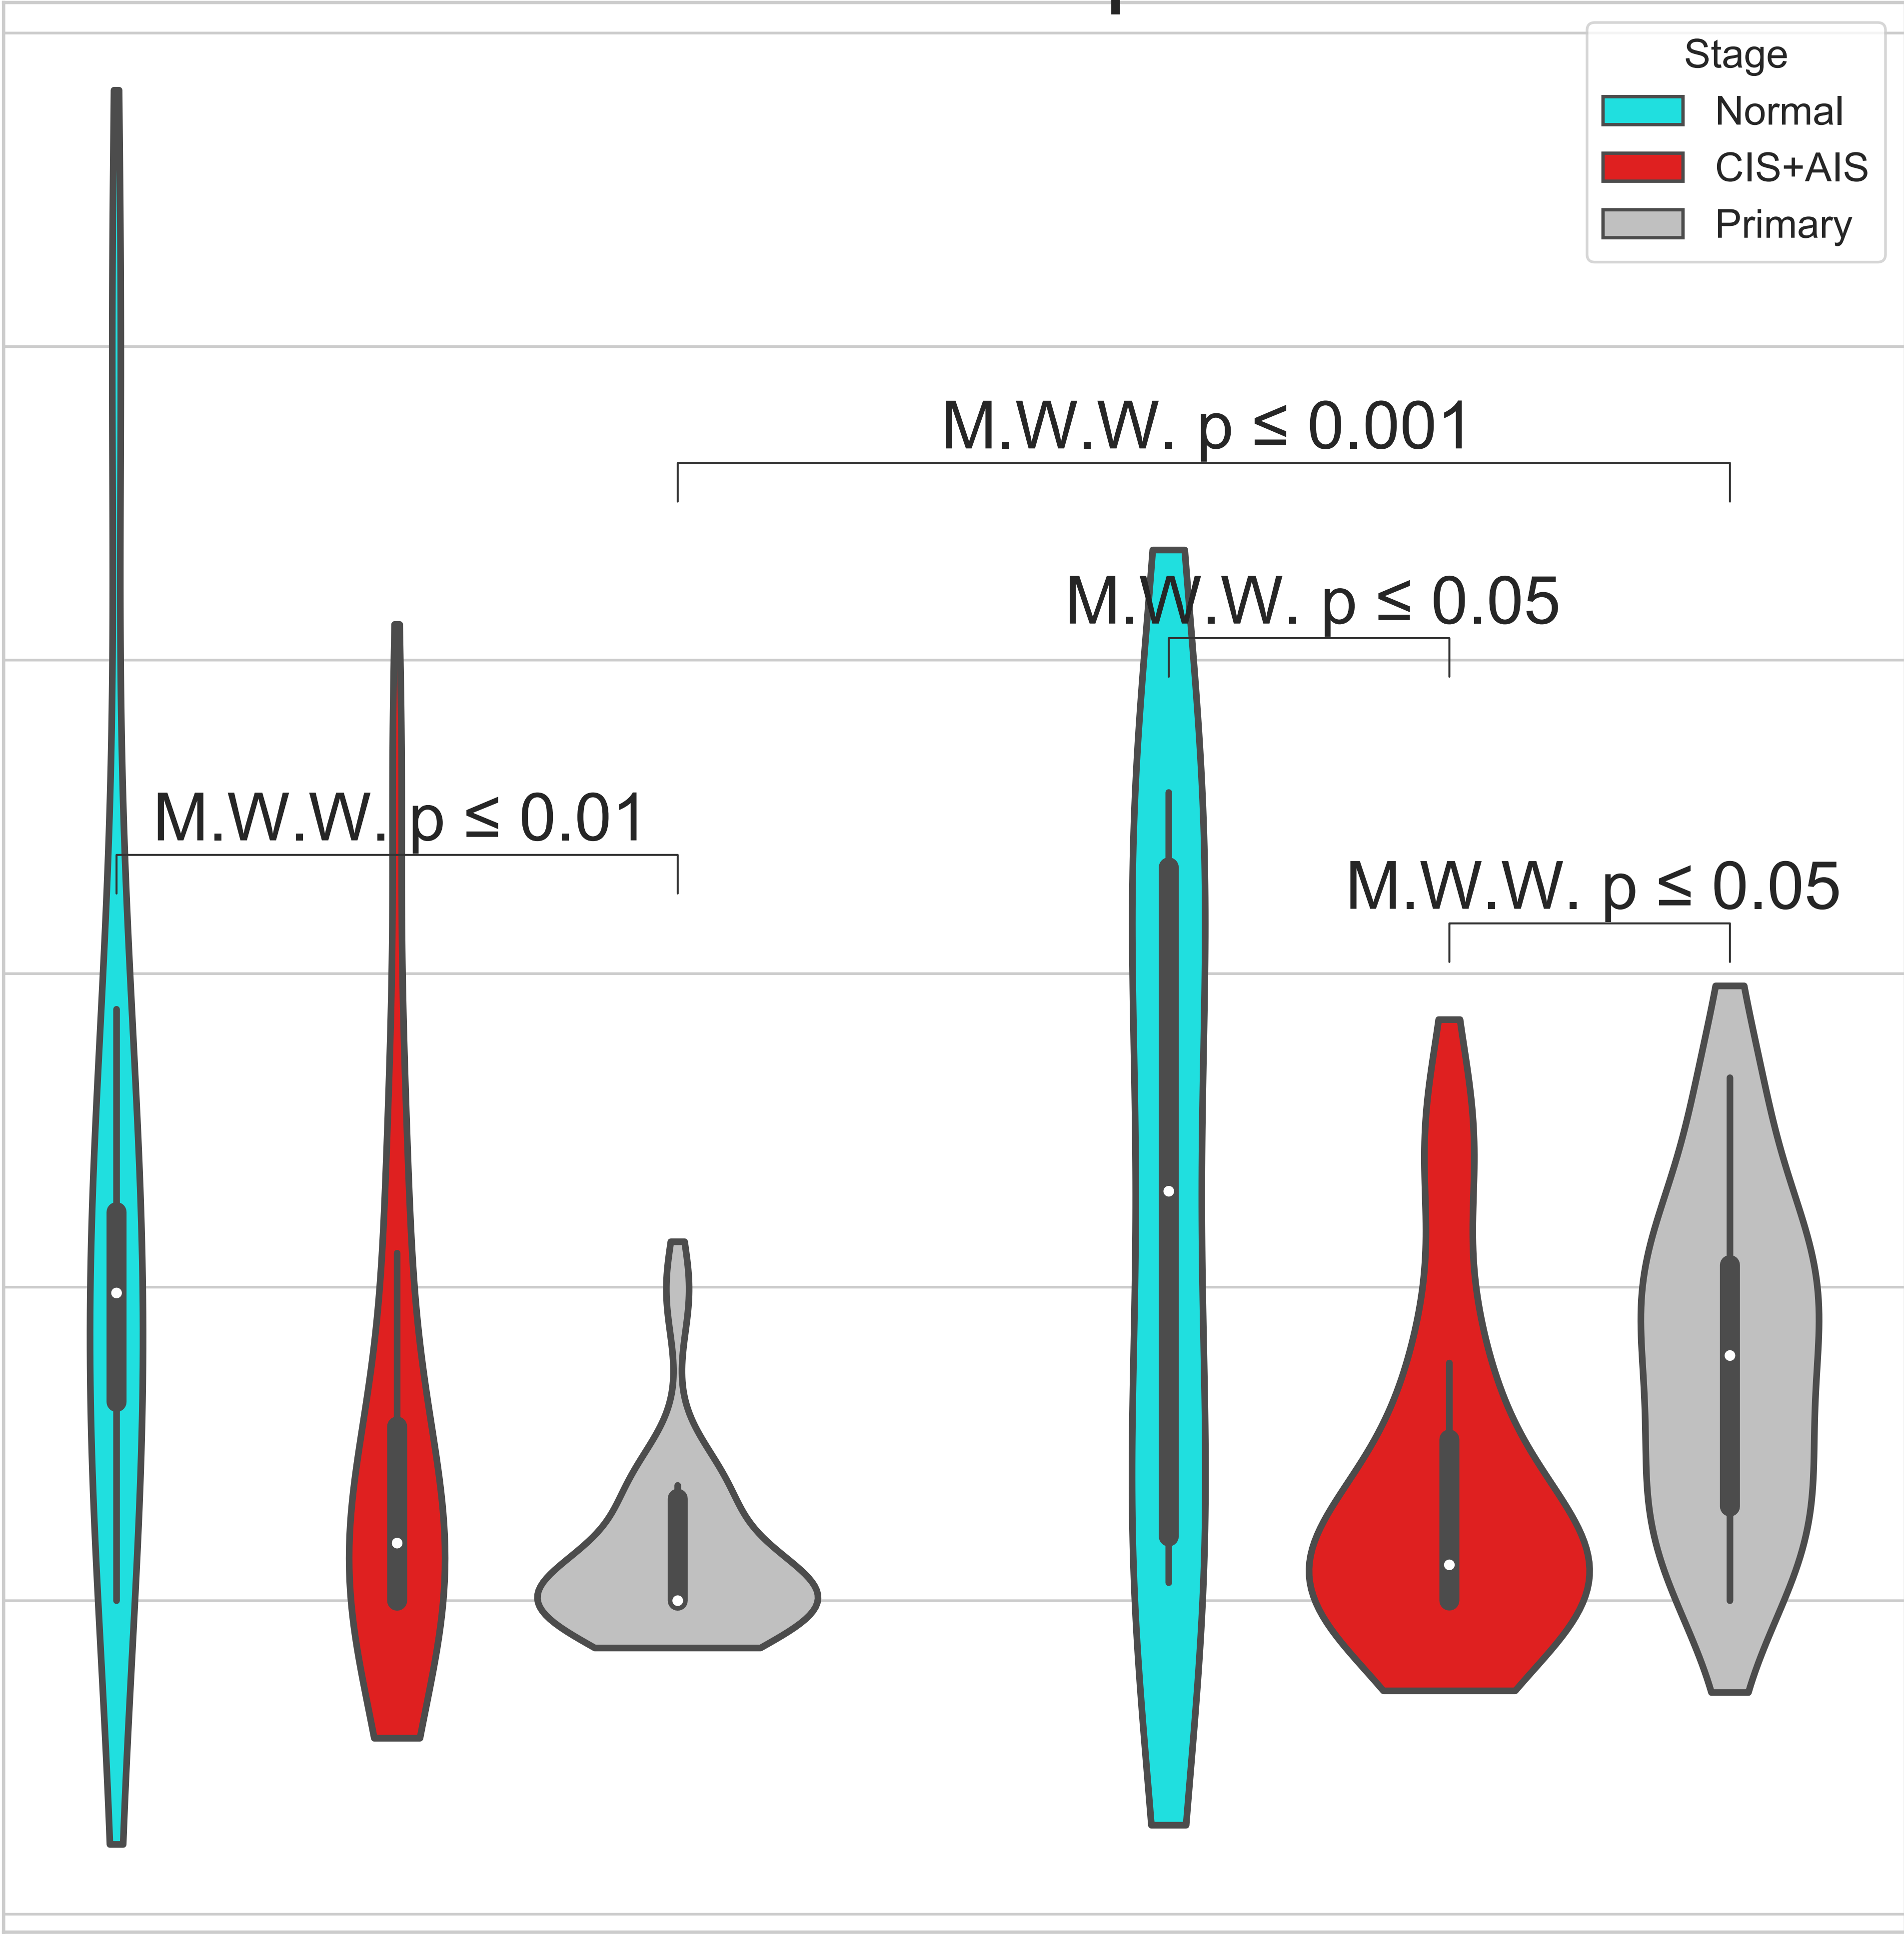 Stage
Normal
CIS+AIS
Primary
M.W.W. p ≤ 0.001
M.W.W. p ≤ 0.05
M.W.W. p ≤ 0.01
M.W.W. p ≤ 0.05